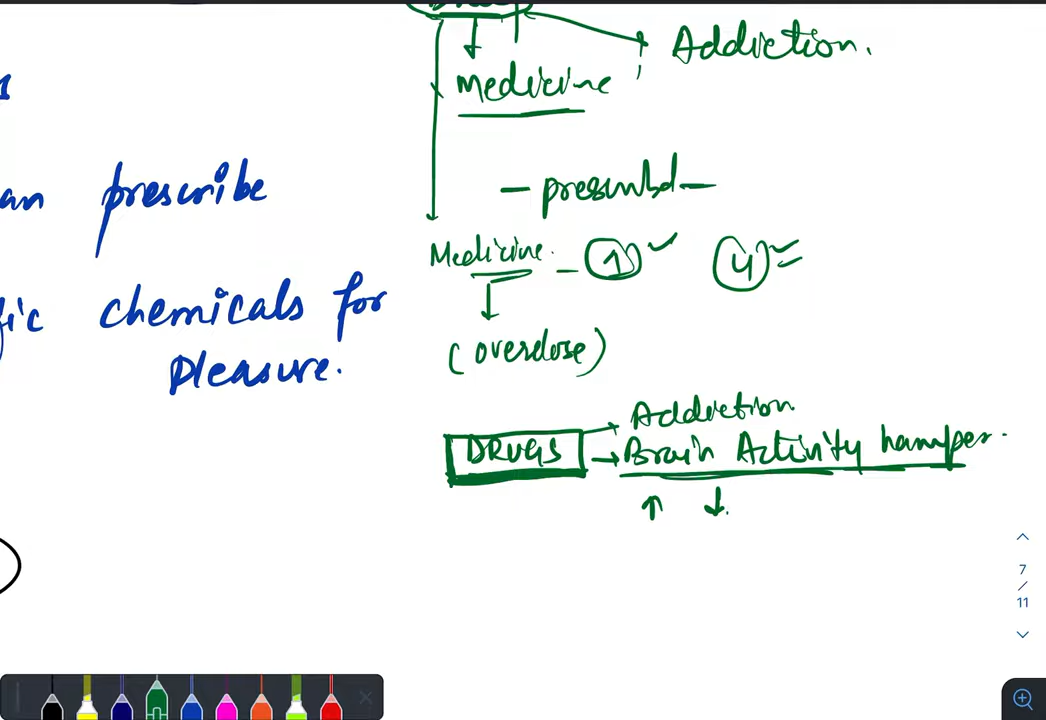 Addiction.
Medicine
an prescribe
- prescribed -
Medicine. - 1 4
fic chemicals for
pleasure.
(overdose)
Addiction
DRUGS
Brain Activity hamper.
7
/
11